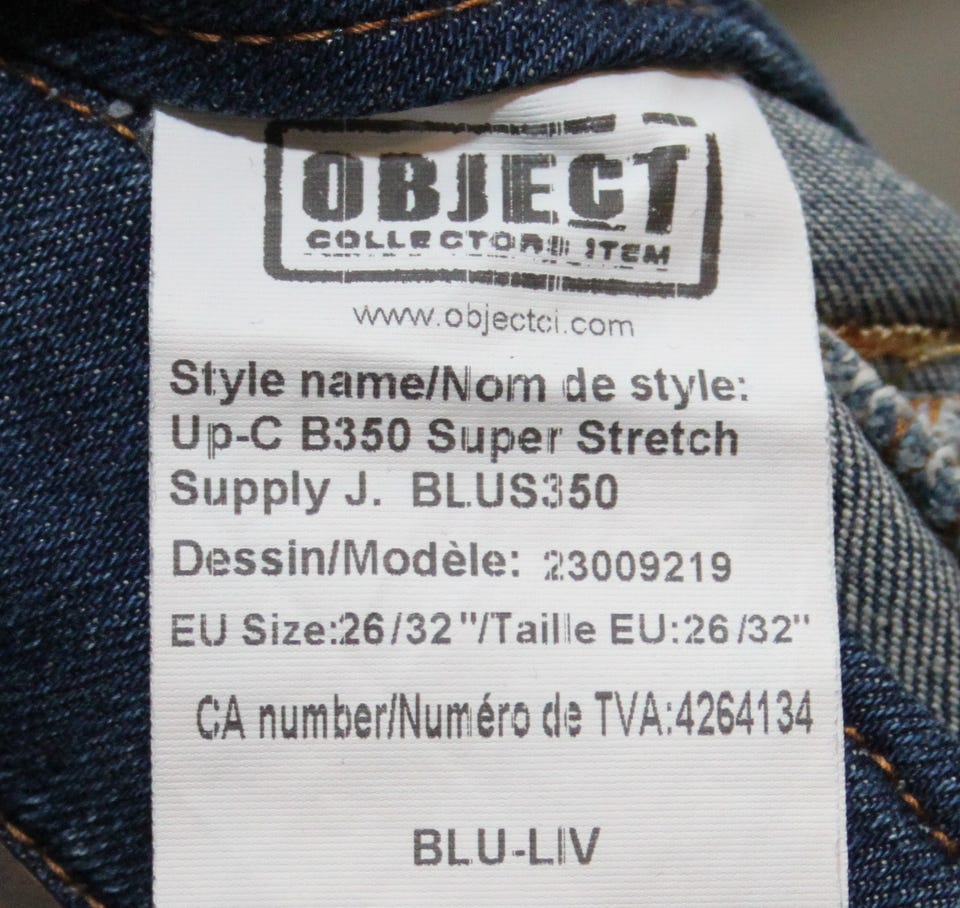 OBJECT
COLLECTORS ITEM
www.objectci.com
Style name/Nom de style:
Up-C B350 Super Stretch
Supply J. BLUS350
Dessin/Modèle: 23009219
EU Size:26/32"/Taille EU:26/32"
CA number/Numéro de TVA:4264134
BLU-LIV